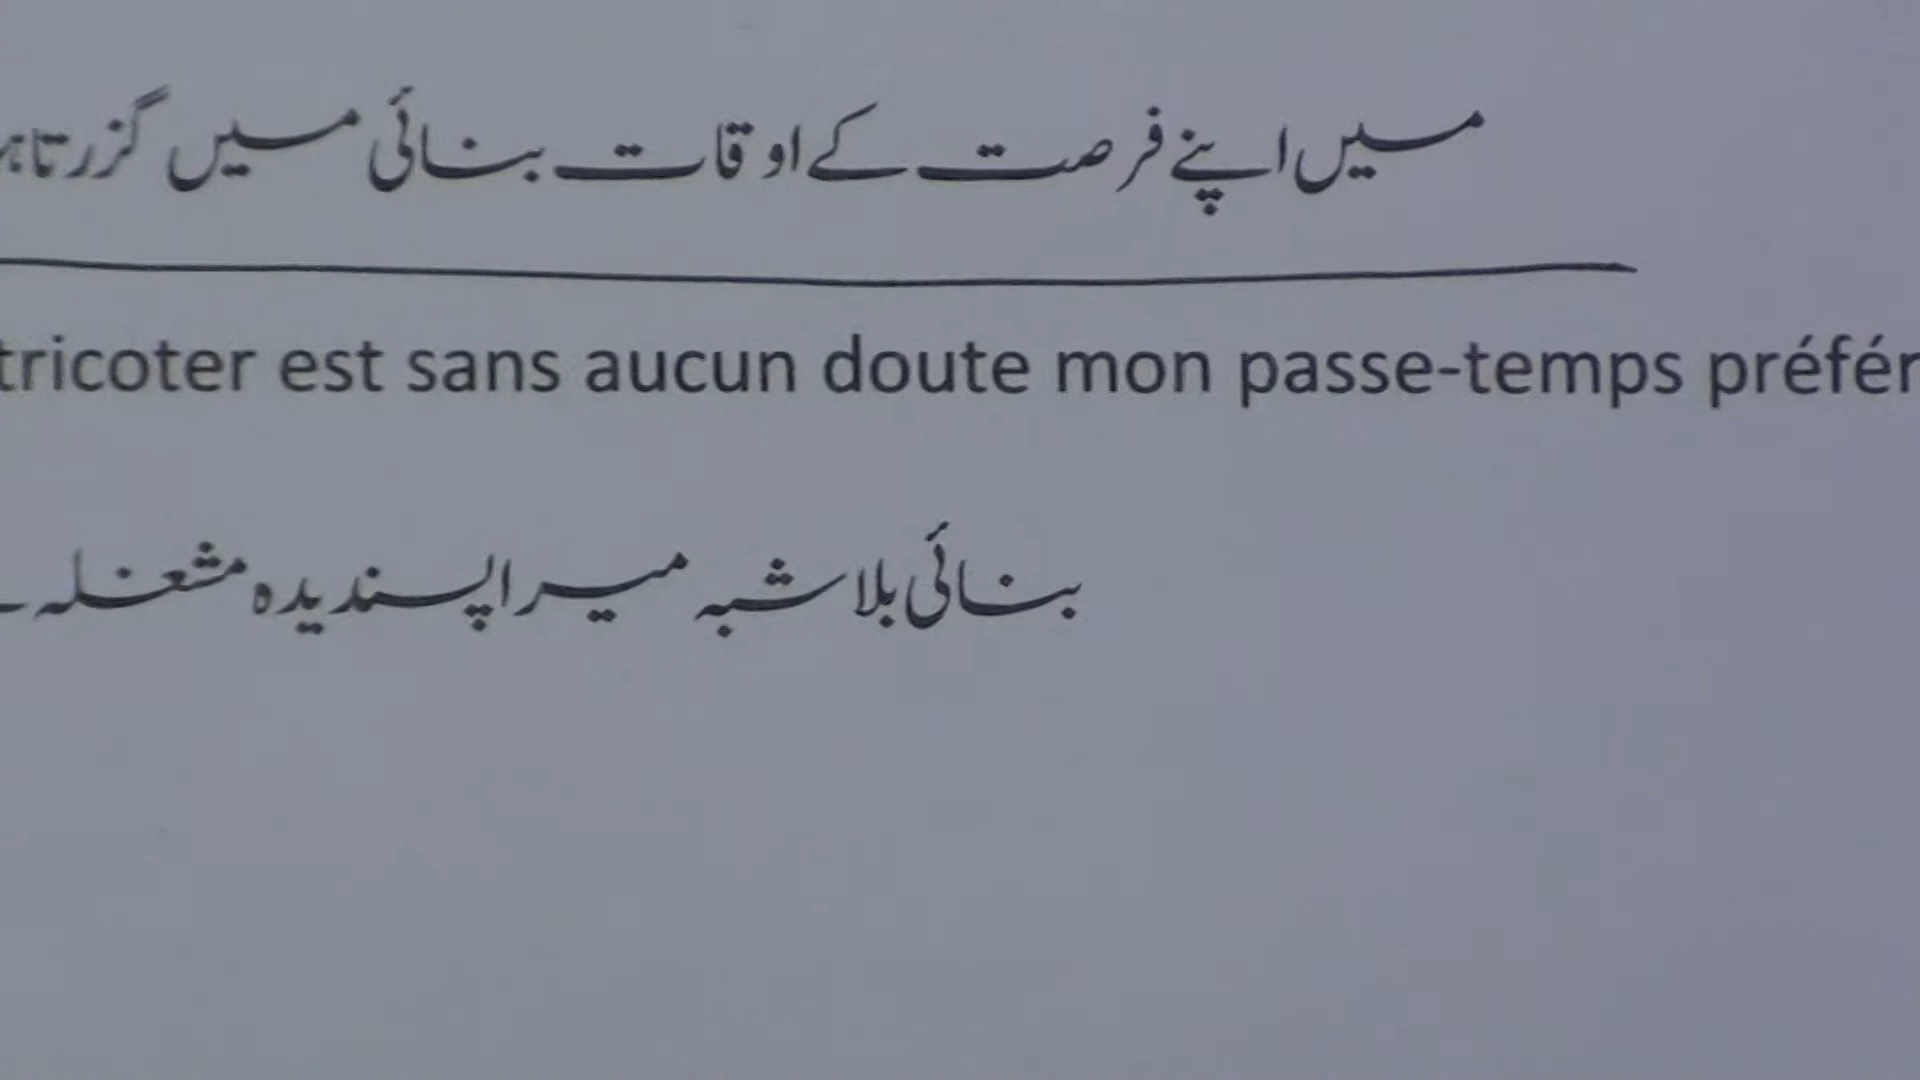 میں اپنے فرصت کے اوقات بنائی میں گزرتا
tricoter est sans aucun doute mon passe-temps préfér
بنائی بلاشبہ میرا پسندیدہ مشغلہ